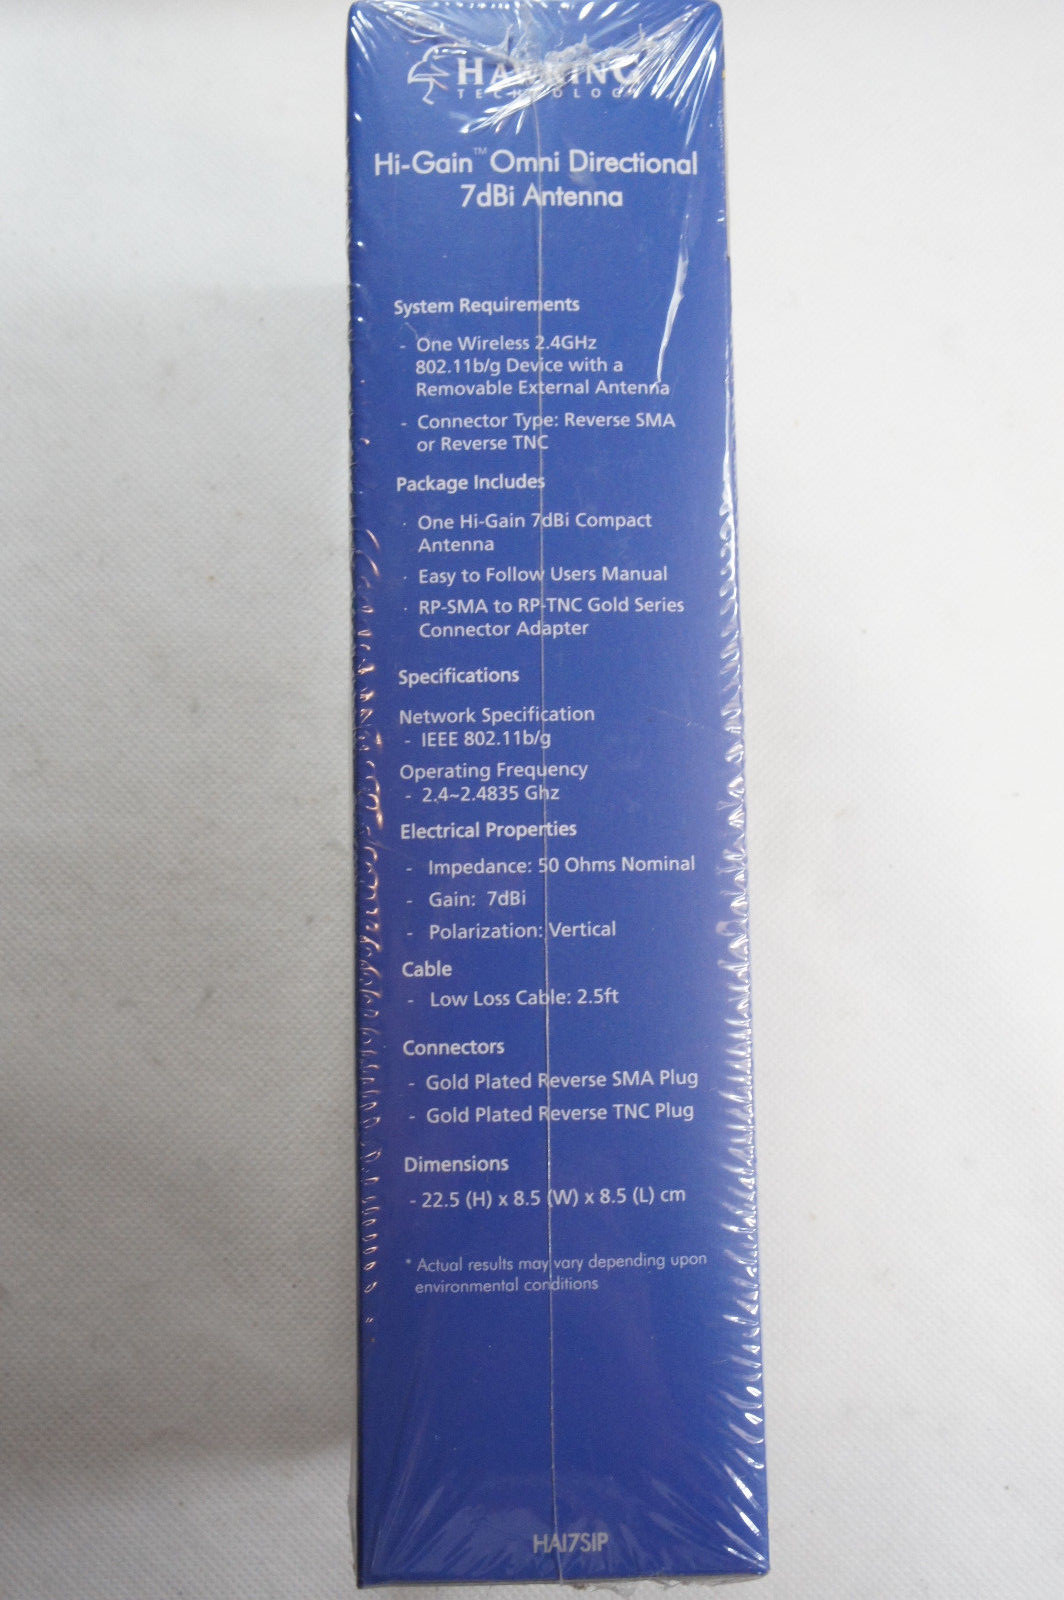 HAWKING
TECHNOLOGY
Hi-Gain™ Omni Directional
7dBi Antenna
System Requirements
- One Wireless 2.4GHz
802.11b/g Device with a
Removable External Antenna
- Connector Type: Reverse SMA
or Reverse TNC
Package Includes
· One Hi-Gain 7dBi Compact
Antenna
· Easy to Follow Users Manual
· RP-SMA to RP-TNC Gold Series
Connector Adapter
Specifications
Network Specification
- IEEE 802.11b/g
Operating Frequency
- 2.4~2.4835 Ghz
Electrical Properties
- Impedance: 50 Ohms Nominal
- Gain: 7dBi
- Polarization: Vertical
Cable
- Low Loss Cable: 2.5ft
Connectors
- Gold Plated Reverse SMA Plug
- Gold Plated Reverse TNC Plug
Dimensions
- 22.5 (H) x 8.5 (W) x 8.5 (L) cm
* Actual results may vary depending upon
environmental conditions
HAI7SIP